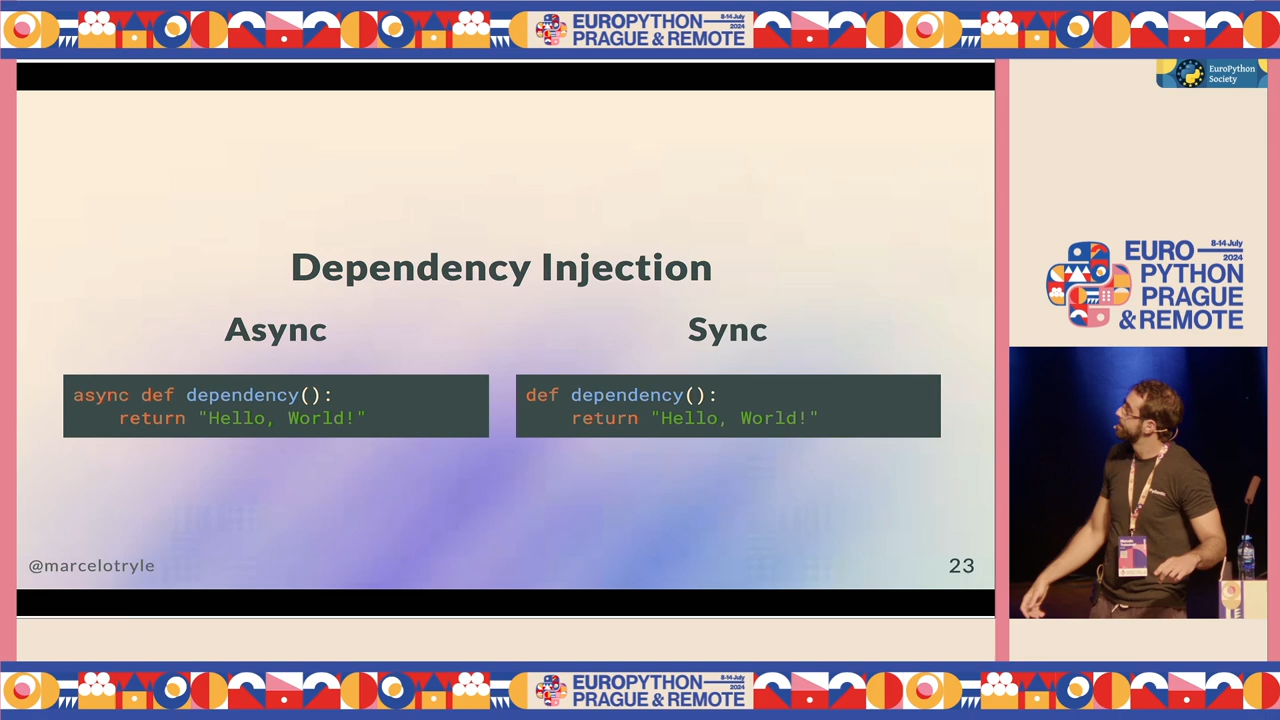 EUROPYTHON
8-14 July
2024
PRAGUE & REMOTE
EuroPython
Society
Dependency Injection
Async
Sync
async def dependency():
    return "Hello, World!"
def dependency():
    return "Hello, World!"
@marcelotryle
23
EURO
8-14 July
2024
PYTHON
PRAGUE
& REMOTE
EUROPYTHON
8-14 July
2024
PRAGUE & REMOTE